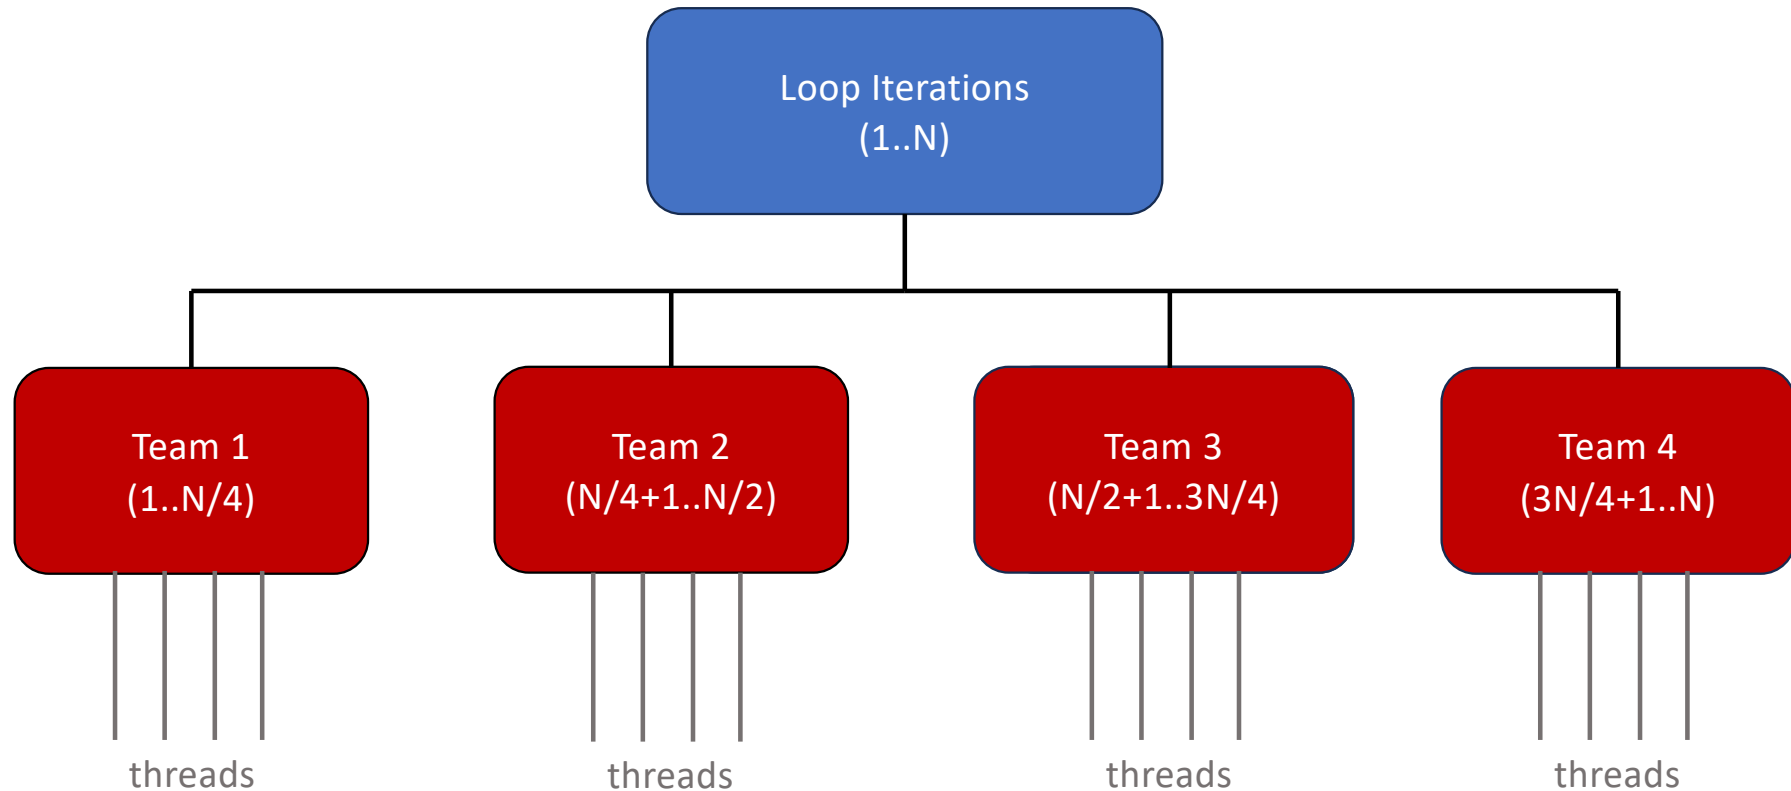 Loop Iterations
(1..N)
Team 1
(1..N/4)
Team 2
(N/4+1..N/2)
Team 3
(N/2+1..3N/4)
Team 4
(3N/4+1..N)
threads
threads
threads
threads